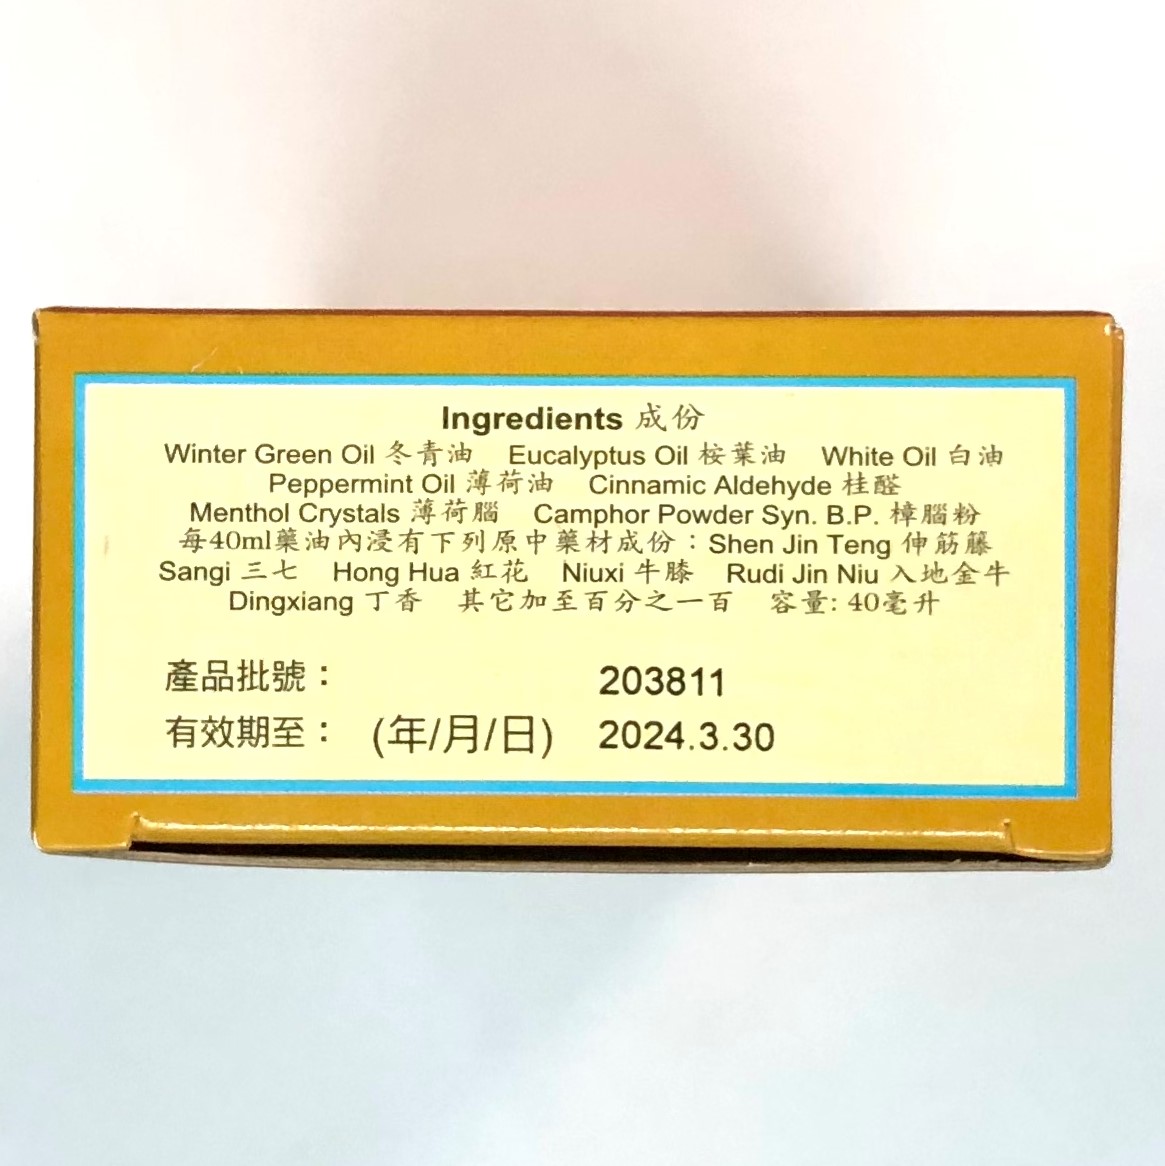 Ingredients 成份
Winter Green Oil 冬青油 Eucalyptus Oil 桉葉油 White Oil 白油
Peppermint Oil 薄荷油 Cinnamic Aldehyde 桂醛
Menthol Crystals 薄荷腦 Camphor Powder Syn. B.P. 樟腦粉
每40ml藥油內浸有下列原中藥材成份：Shen Jin Teng 伸筋藤
Sangi 三七 Hong Hua 紅花 Niuxi 牛膝 Rudi Jin Niu 入地金牛
Dingxiang 丁香 其它加至百分之一百 容量: 40毫升
產品批號： 203811
有效期至： (年/月/日) 2024.3.30